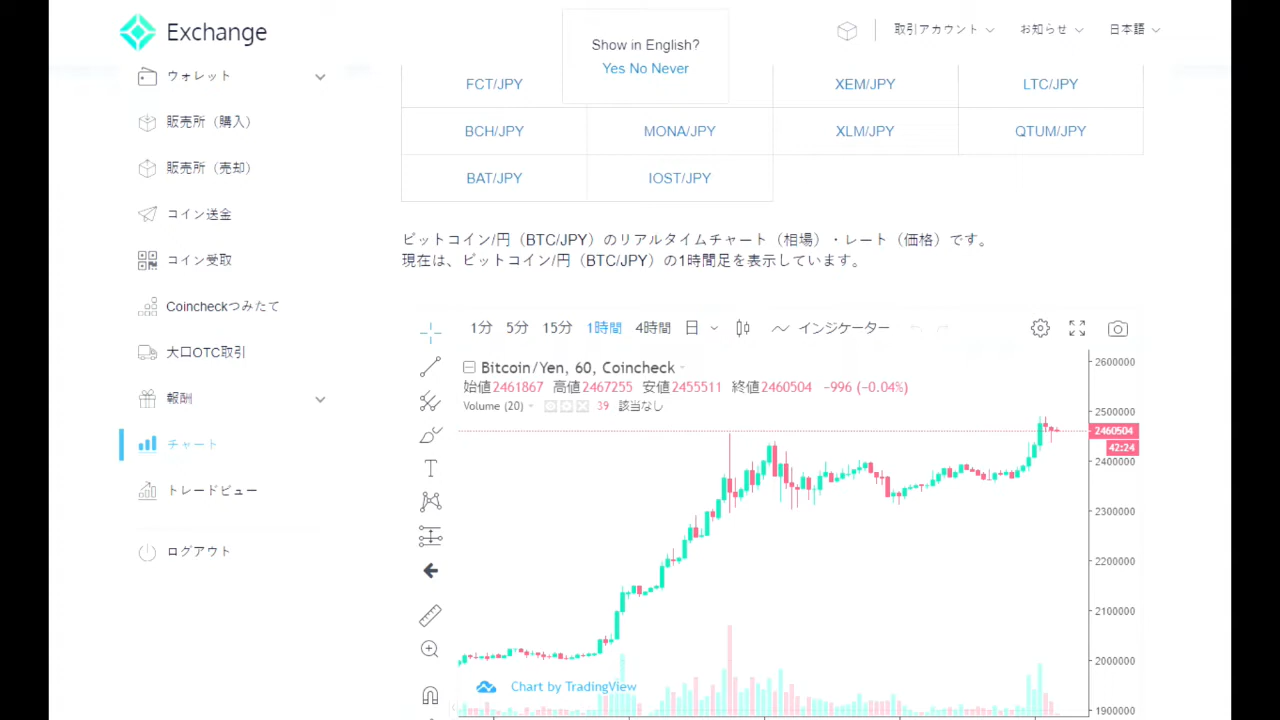 Exchange
Show in English?
Yes No Never
取引アカウント
お知らせ
日本語
ウォレット
販売所（購入）
販売所（売却）
コイン送金
コイン受取
Coincheckつみたて
大口OTC取引
報酬
チャート
トレードビュー
ログアウト
FCT/JPY
XEM/JPY
LTC/JPY
BCH/JPY
MONA/JPY
XLM/JPY
QTUM/JPY
BAT/JPY
IOST/JPY
ビットコイン/円（BTC/JPY）のリアルタイムチャート（相場）・レート（価格）です。
現在は、ビットコイン/円（BTC/JPY）の1時間足を表示しています。
1分 5分 15分 1時間 4時間 日 インジケーター
Bitcoin/Yen, 60, Coincheck
始値2461867 高値2467255 安値2455511 終値2460504 −996 (−0.04%)
Volume (20) 39 該当なし
2600000
2500000
2460504
42:24
2400000
2300000
2200000
2100000
2000000
1900000
Chart by TradingView